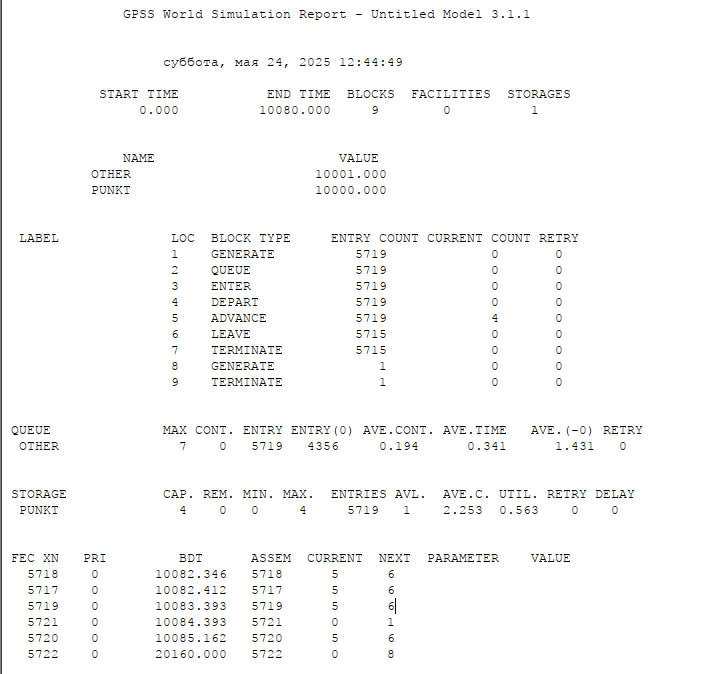 GPSS World Simulation Report - Untitled Model 3.1.1
суббота, мая 24, 2025 12:44:49
START TIME END TIME BLOCKS FACILITIES STORAGES
0.000 10080.000 9 0 1
NAME VALUE
OTHER 10001.000
PUNKT 10000.000
LABEL LOC BLOCK TYPE ENTRY COUNT CURRENT COUNT RETRY
1 GENERATE 5719 0 0
2 QUEUE 5719 0 0
3 ENTER 5719 0 0
4 DEPART 5719 0 0
5 ADVANCE 5719 4 0
6 LEAVE 5715 0 0
7 TERMINATE 5715 0 0
8 GENERATE 1 0 0
9 TERMINATE 1 0 0
QUEUE MAX CONT. ENTRY ENTRY(0) AVE.CONT. AVE.TIME AVE.(-0) RETRY
OTHER 7 0 5719 4356 0.194 0.341 1.431 0
STORAGE CAP. REM. MIN. MAX. ENTRIES AVL. AVE.C. UTIL. RETRY DELAY
PUNKT 4 0 0 4 5719 1 2.253 0.563 0 0
FEC XN PRI BDT ASSEM CURRENT NEXT PARAMETER VALUE
5718 0 10082.346 5718 5 6
5717 0 10082.412 5717 5 6
5719 0 10083.393 5719 5 6
5721 0 10084.393 5721 0 1
5720 0 10085.162 5720 5 6
5722 0 20160.000 5722 0 8